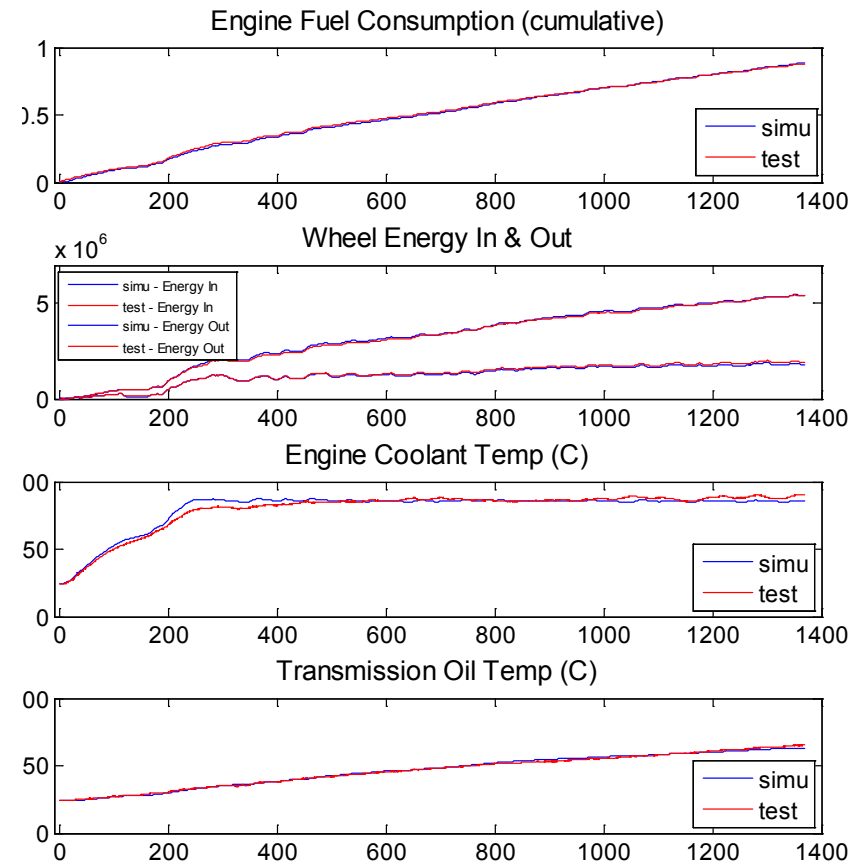 Engine Fuel Consumption (cumulative)
1
0.5
0
simu
test
0 200 400 600 800 1000 1200 1400
Wheel Energy In & Out
x 10^6
5
0
simu - Energy In
test - Energy In
simu - Energy Out
test - Energy Out
0 200 400 600 800 1000 1200 1400
Engine Coolant Temp (C)
00
50
0
simu
test
0 200 400 600 800 1000 1200 1400
Transmission Oil Temp (C)
00
50
0
simu
test
0 200 400 600 800 1000 1200 1400